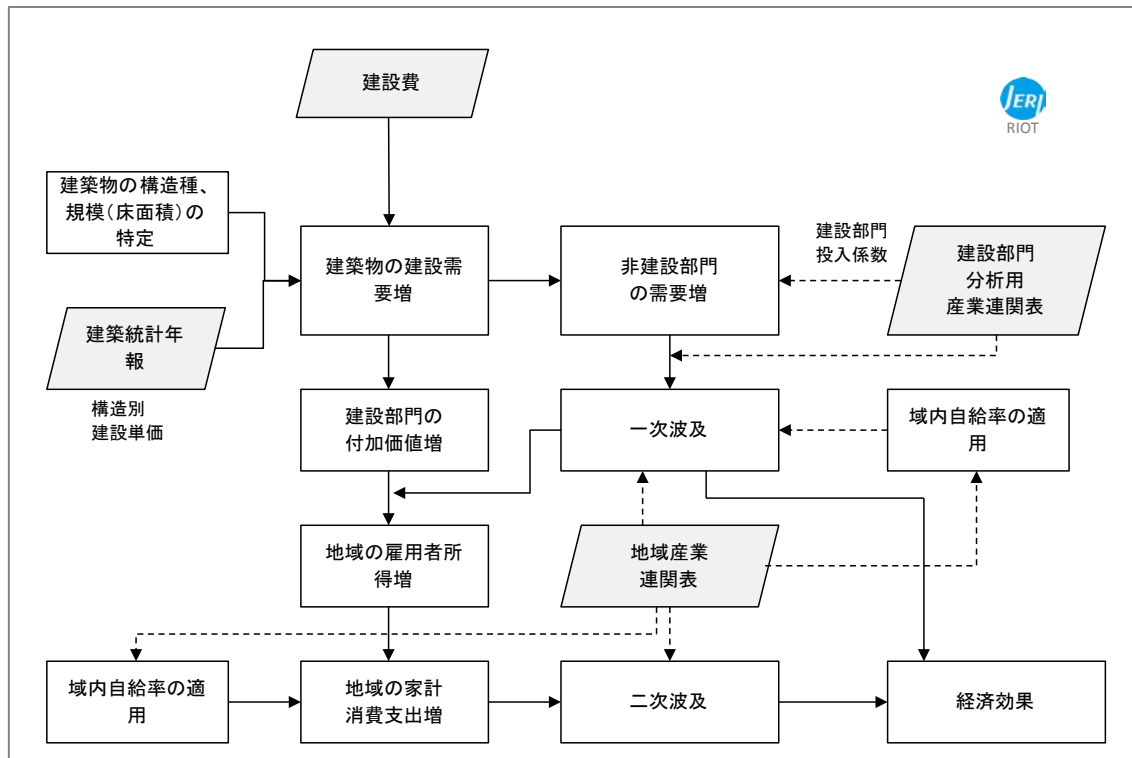 建設費
JERI
RIOT
建築物の構造種、
規模（床面積）の
特定
建築物の建設需
要増
非建設部門
の需要増
建設部門
投入係数
建設部門
分析用
産業連関表
建築統計年
報
構造別
建設単価
建設部門の
付加価値増
一次波及
域内自給率の適
用
地域の雇用者所
得増
地域産業
連関表
域内自給率の適
用
地域の家計
消費支出増
二次波及
経済効果